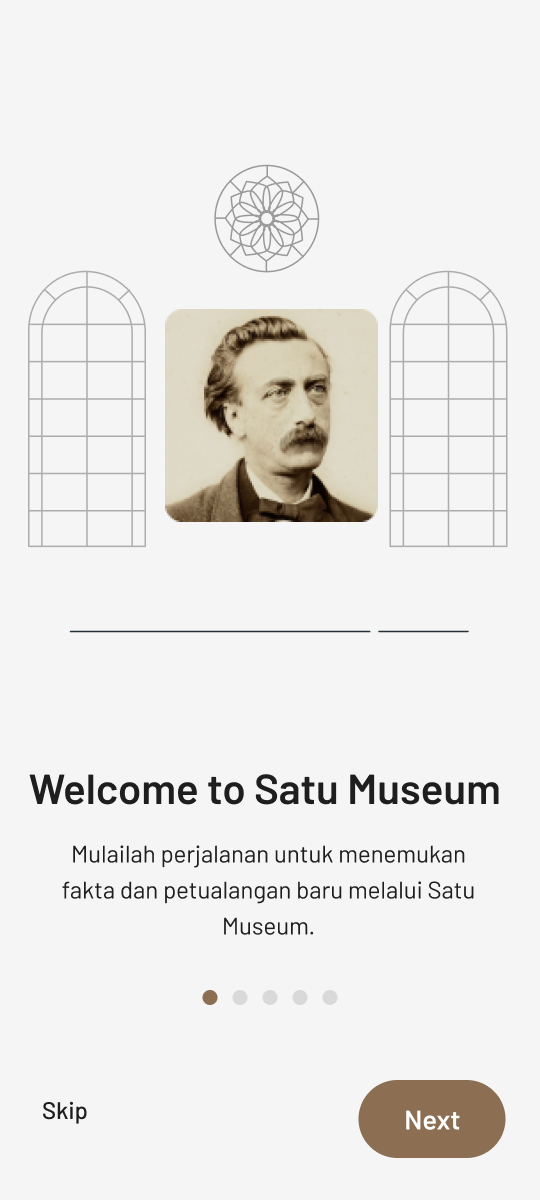 Welcome to Satu Museum
Mulailah perjalanan untuk menemukan
fakta dan petualangan baru melalui Satu
Museum.
Skip
Next